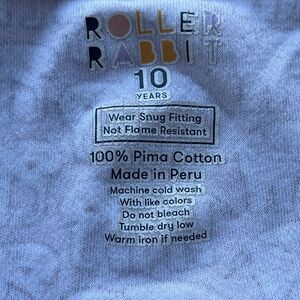 ROLLER
RABBIT
10
YEARS
Wear Snug Fitting
Not Flame Resistant
100% Pima Cotton
Made in Peru
Machine cold wash
With like colors
Do not bleach
Tumble dry low
Warm iron if needed